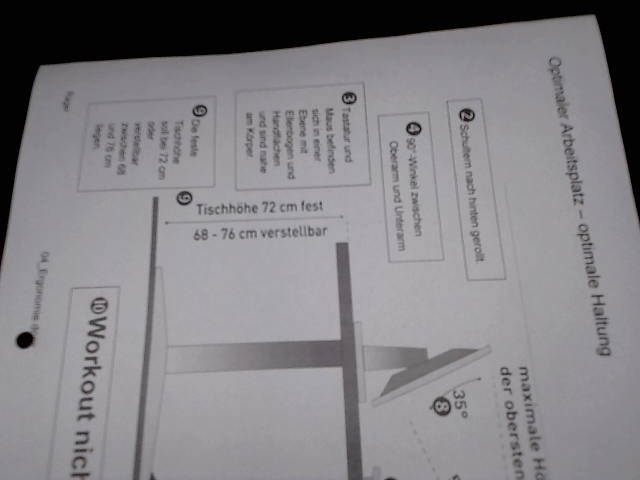 Optimaler Arbeitsplatz – optimale Haltung
2 Schultern nach hinten gerollt.
4 90°-Winkel zwischen
Oberarm und Unterarm
3 Tastatur und
Maus befinden
sich in einer
Ebene mit
Ellenbogen und
Handflächen
und sind nahe
am Körper.
9 Die feste
Tischhöhe
soll bei 72 cm
oder
verstellbar
zwischen 68
und 76 cm
liegen.
9
Tischhöhe 72 cm fest
68 - 76 cm verstellbar
maximale
der obersten
35°
8
10 Workout
04_Ergonomie